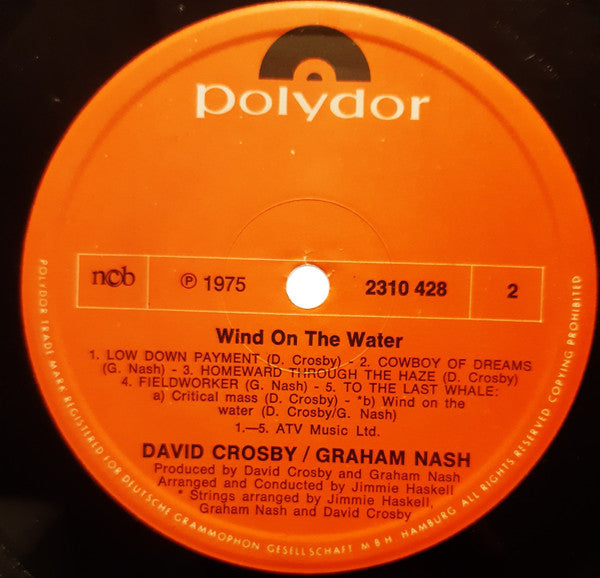 polydor
ncb
℗ 1975
2310 428
2
Wind On The Water
1. LOW DOWN PAYMENT (D. Crosby) - 2. COWBOY OF DREAMS
(G. Nash) - 3. HOMEWARD THROUGH THE HAZE (D. Crosby)
4. FIELDWORKER (G. Nash) - 5. TO THE LAST WHALE:
a) Critical mass (D. Crosby) - *b) Wind on the
water (D. Crosby/G. Nash)
1.—5. ATV Music Ltd.
DAVID CROSBY / GRAHAM NASH
Produced by David Crosby and Graham Nash
Arranged and Conducted by Jimmie Haskell
* Strings arranged by Jimmie Haskell,
Graham Nash and David Crosby
POLYDOR TRADE MARK REGISTERED FOR DEUTSCHE GRAMMOPHON GESELLSCHAFT M B H. HAMBURG ALL RIGHTS RESERVED COPYING PROHIBITED